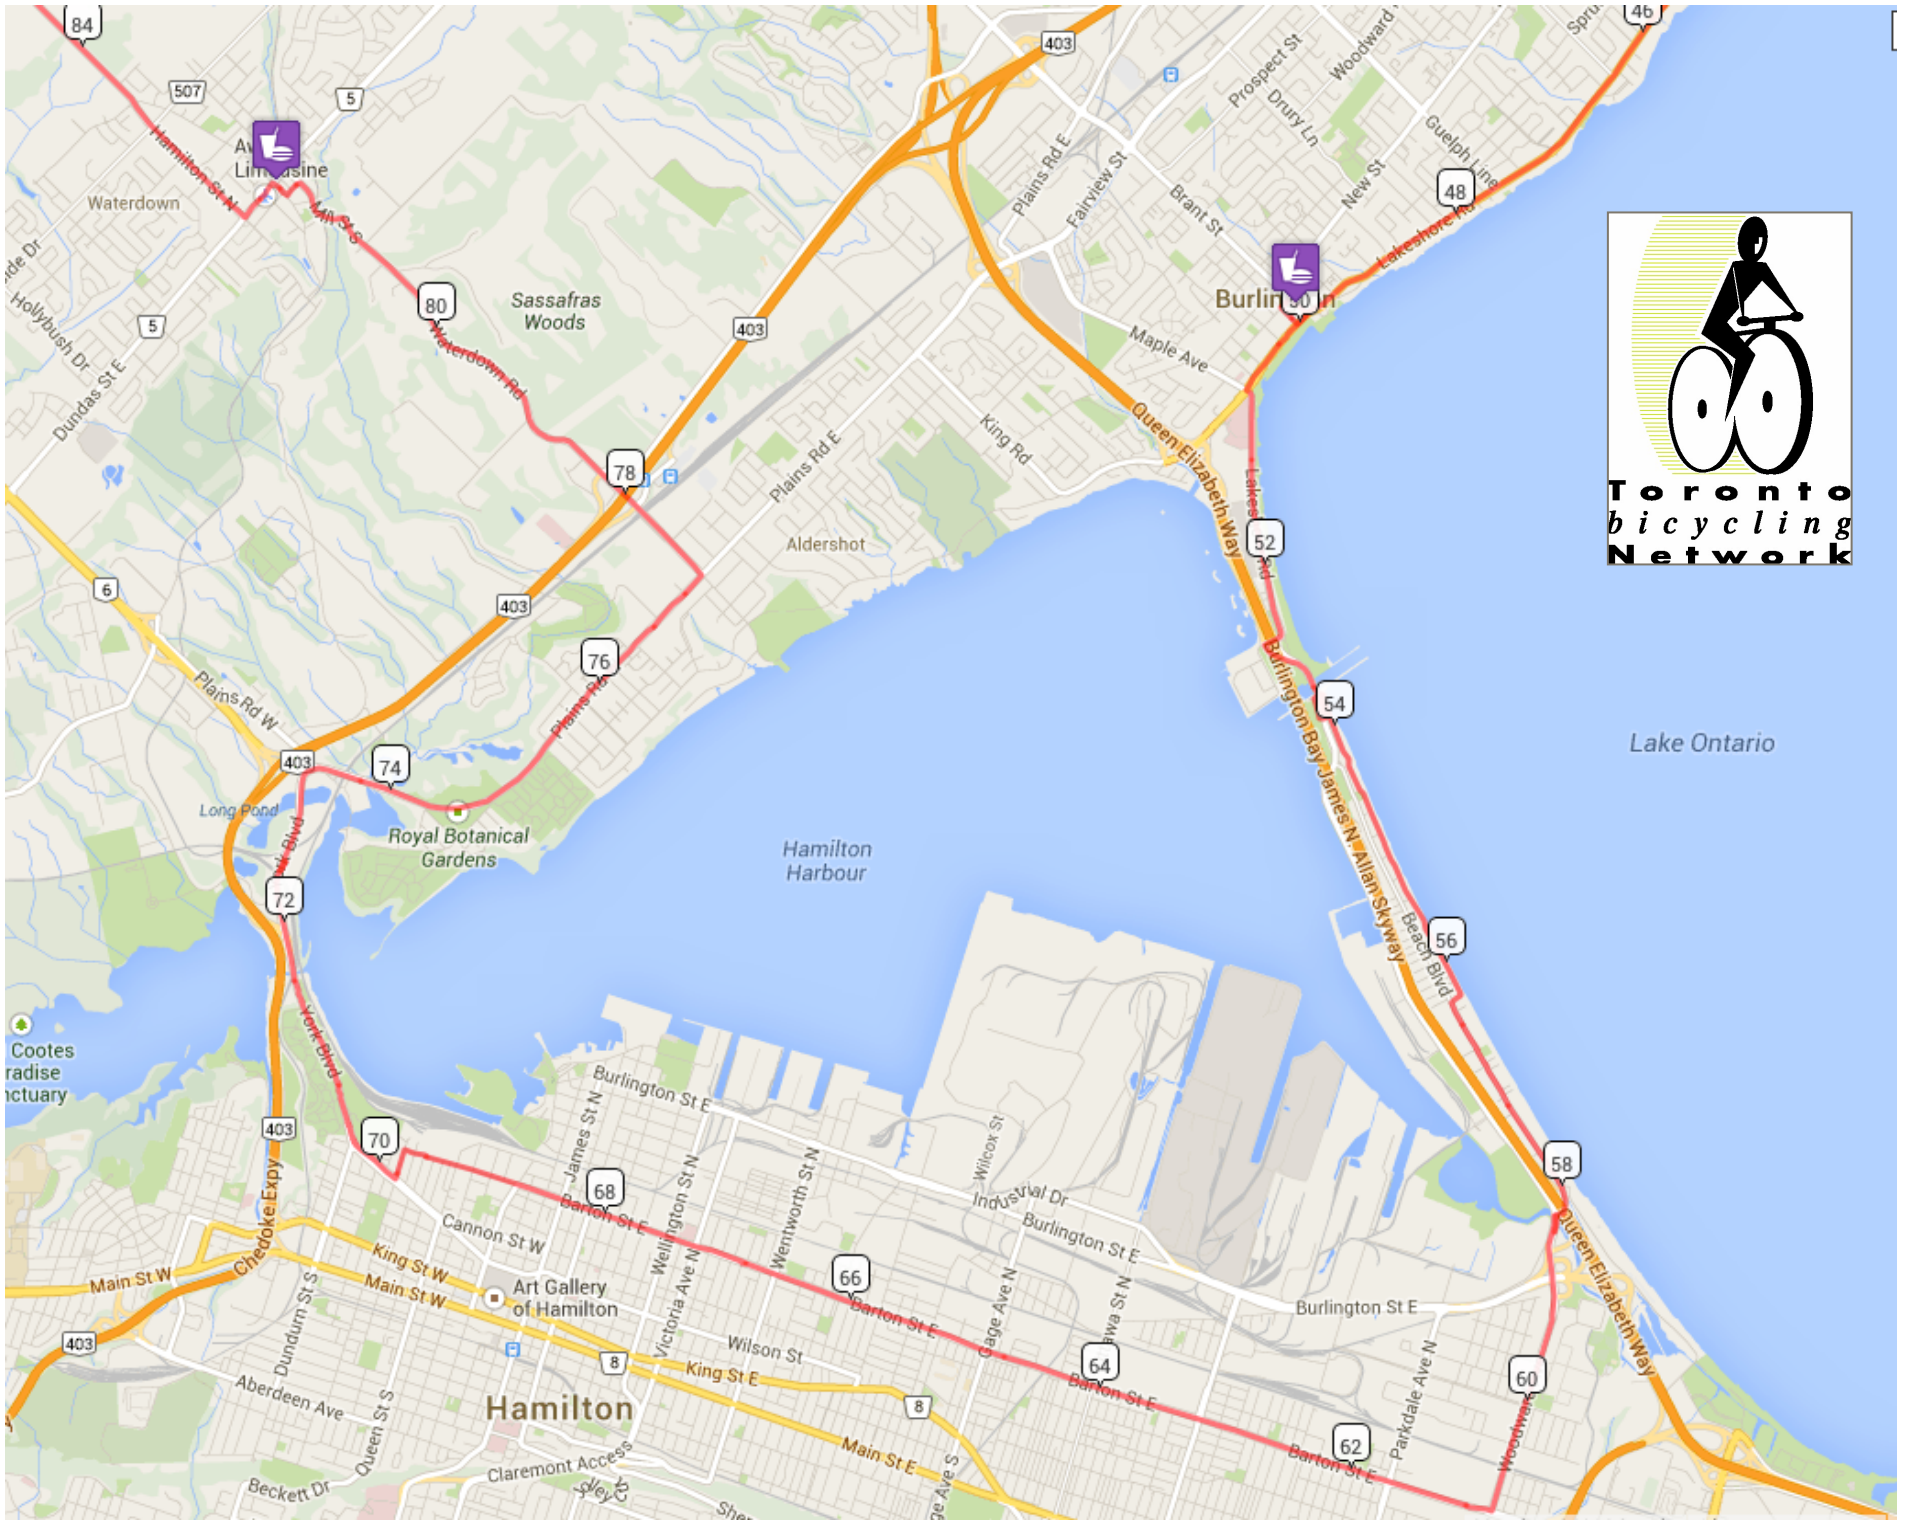 84
46
403
507
5
Prospect St
Woodward
Drury Ln
Guelph Line
Limousine
Hamilton St N
Waterdown
Mill St S
Plains Rd E
Fairview St
New St
48
Brant St
Lakeshore Rd
50
Hollybush Dr
5
80
Sassafras
Woods
403
Maple Ave
Waterdown Rd
Dundas St E
Queen Elizabeth Way
King Rd
78
Plains Rd E
Toronto
bicycling
Network
52
Aldershot
6
403
76
Plains Rd W
Plains Rd
54
Burlington Bay James N. Allan Skyway
Lake Ontario
403
74
Long Pond
Royal Botanical
Gardens
Hamilton
Harbour
72
56
Beach Blvd
York Blvd
Cootes
Burlington St E
James St N
403
70
Wilcox St
58
68
Barton St E
Industrial Dr
Burlington St E
Wellington St N
Wentworth St N
Cannon St W
King St W
Main St W
Main St W
Chedoke Expy
Art Gallery
of Hamilton
66
Barton St E
Victoria Ave N
Gage Ave N
Burlington St E
Queen Elizabeth Way
403
Dundurn St S
8
Wilson St
King St E
64
Barton St E
Parkdale Ave N
60
Aberdeen Ave
Queen St S
Hamilton
8
Main St E
62
Barton St E
Claremont Access
Beckett Dr